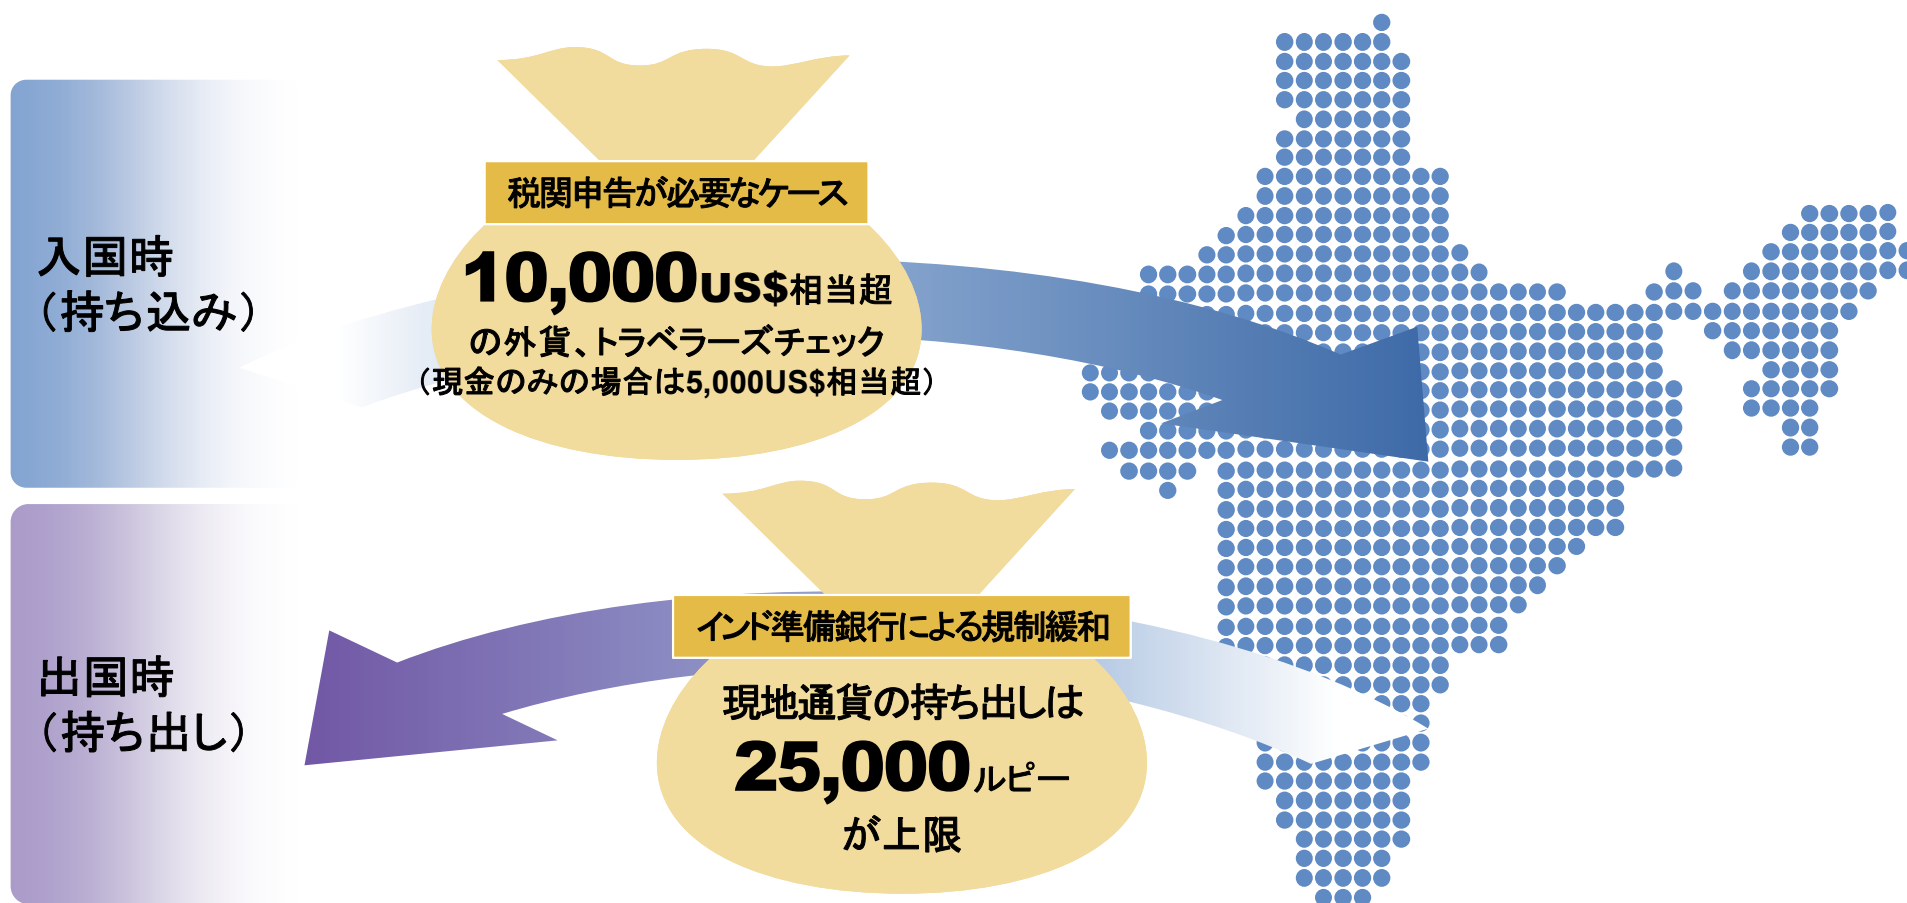 入国時
（持ち込み）
税関申告が必要なケース
10,000US$相当超
の外貨、トラベラーズチェック
（現金のみの場合は5,000US$相当超）
出国時
（持ち出し）
インド準備銀行による規制緩和
現地通貨の持ち出しは
25,000ルピー
が上限